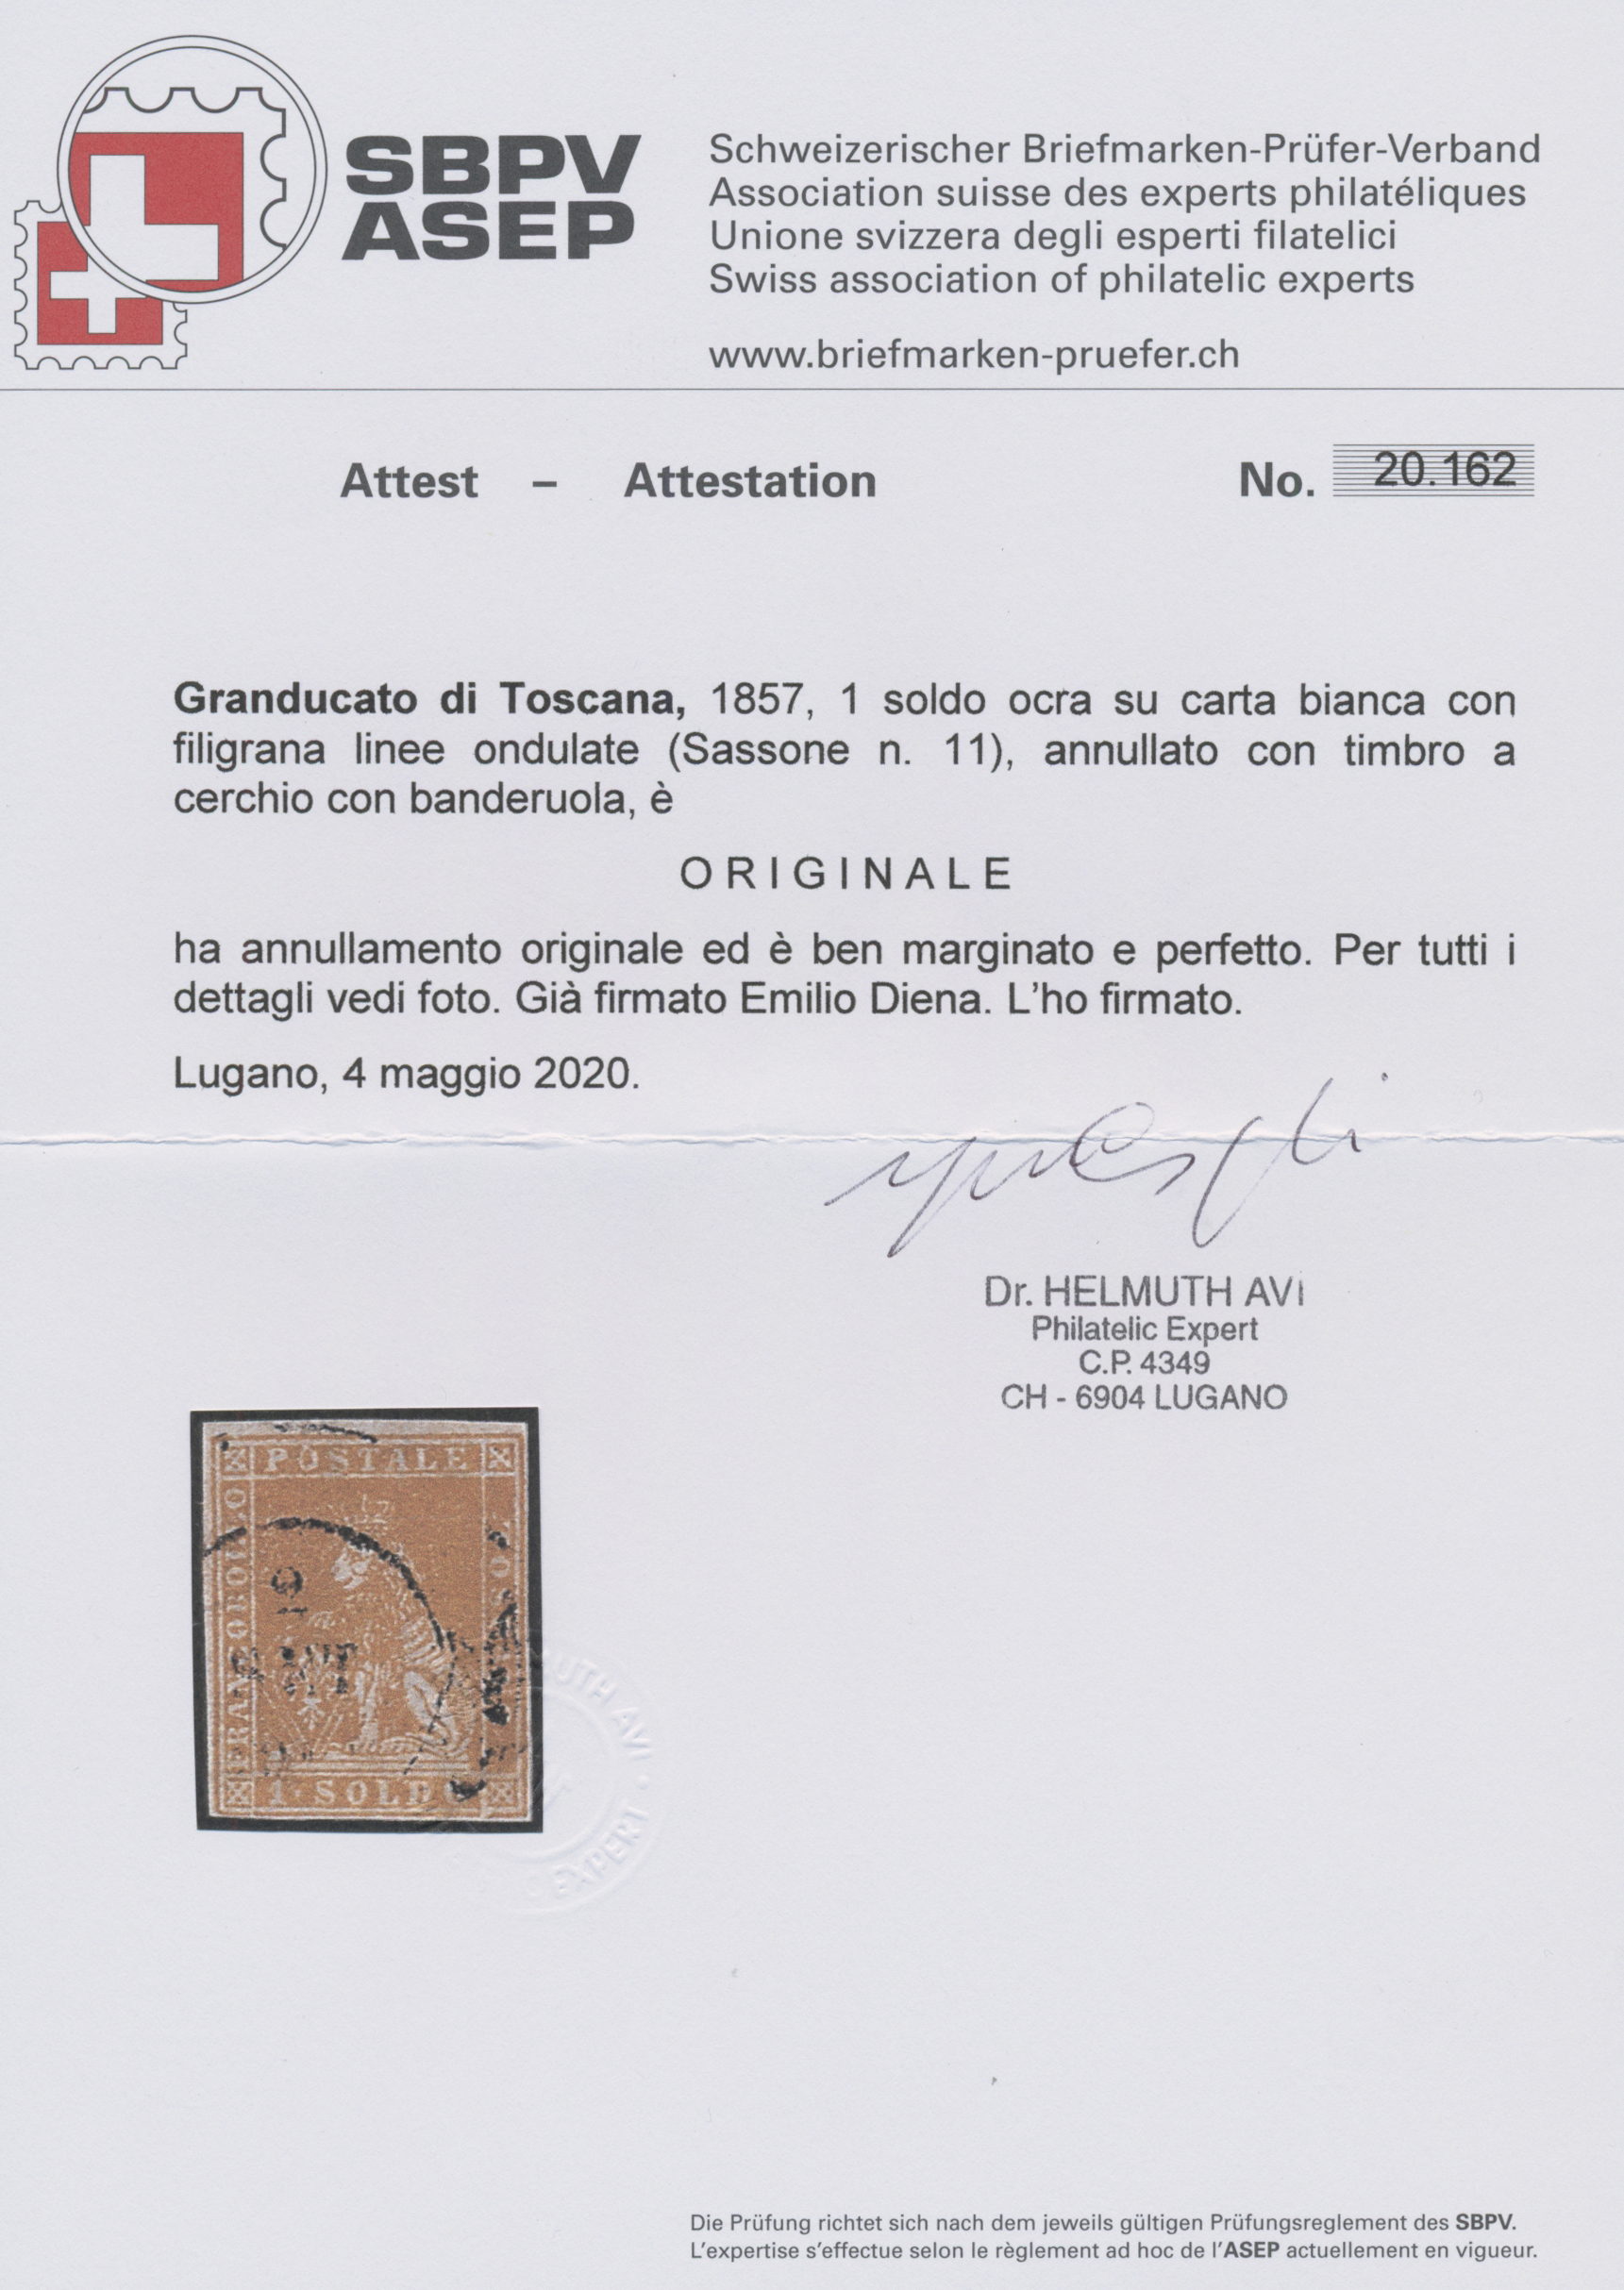 SBPV
ASEP
Schweizerischer Briefmarken-Prüfer-Verband
Association suisse des experts philatéliques
Unione svizzera degli esperti filatelici
Swiss association of philatelic experts
www.briefmarken-pruefer.ch
Attest – Attestation No. 20.162
Granducato di Toscana, 1857, 1 soldo ocra su carta bianca con
filigrana linee ondulate (Sassone n. 11), annullato con timbro a
cerchio con banderuola, è
ORIGINALE
ha annullamento originale ed è ben marginato e perfetto. Per tutti i
dettagli vedi foto. Già firmato Emilio Diena. L'ho firmato.
Lugano, 4 maggio 2020.
Dr. HELMUTH AVI
Philatelic Expert
C.P. 4349
CH - 6904 LUGANO
POSTALE
FRANCOBOLLO
1 SOLDO
AVI
EXPERT
Die Prüfung richtet sich nach dem jeweils gültigen Prüfungsreglement des SBPV.
L'expertise s'effectue selon le règlement ad hoc de l'ASEP actuellement en vigueur.